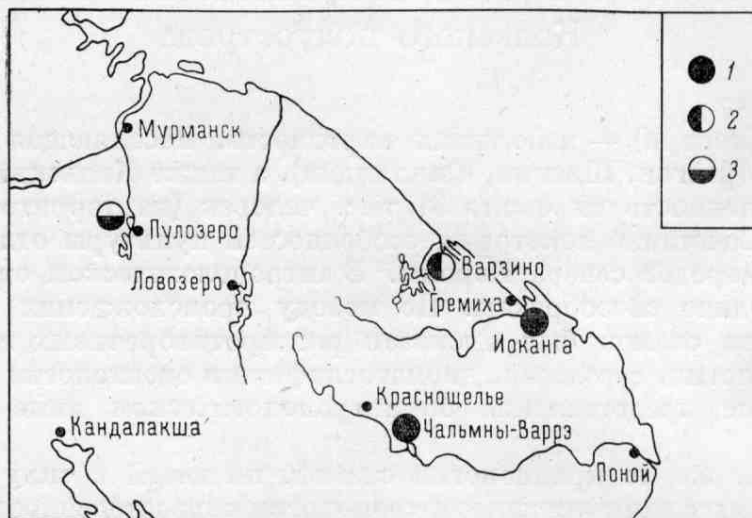 1
Мурманск
2
3
Пулозеро
Ловозеро
Варзино
Гремиха
Иоканга
Краснощелье
Чальмны-Варрэ
Кандалакша
Поной